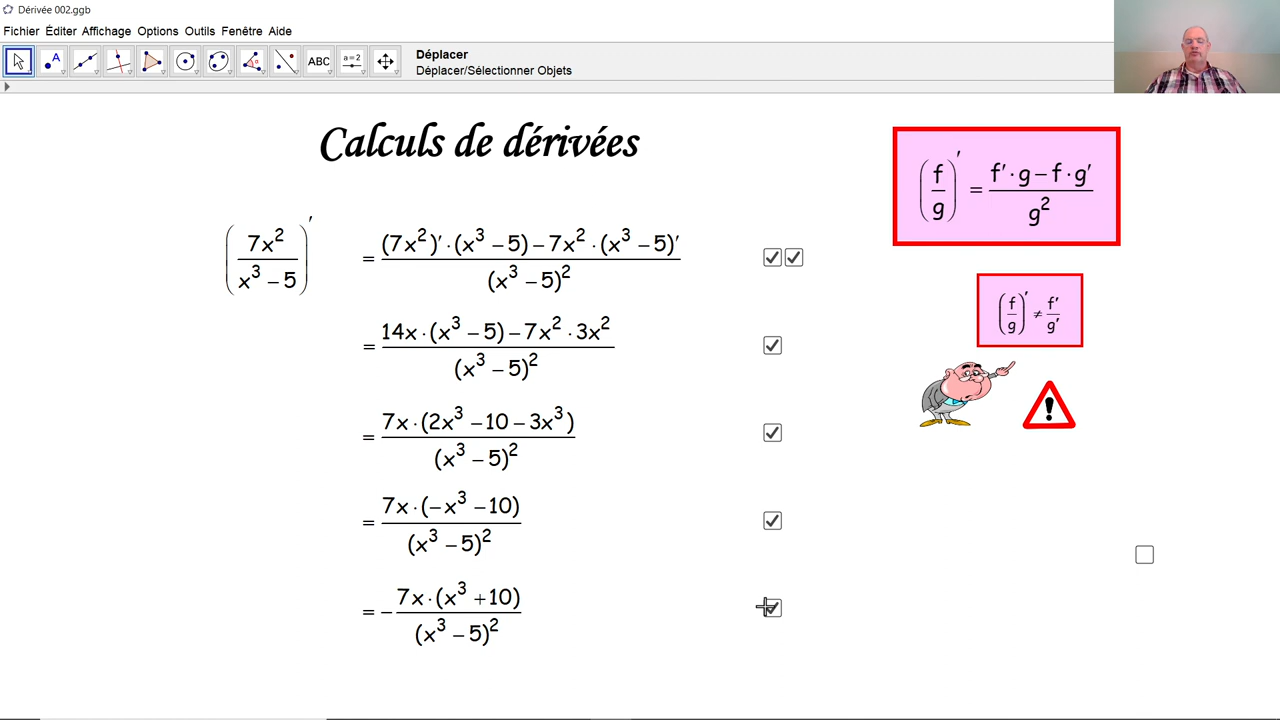 Dérivée 002.ggb
Fichier Éditer Affichage Options Outils Fenêtre Aide
ABC a=2
Déplacer
Déplacer/Sélectionner Objets
Calculs de dérivées
(f/g)′ = (f′·g – f·g′)/g²
(7x²/(x³ – 5))′ = ((7x²)′·(x³ – 5) – 7x²·(x³ – 5)′)/(x³ – 5)²
(f/g)′ ≠ f′/g′
= (14x·(x³ – 5) – 7x²·3x²)/(x³ – 5)²
!
= (7x·(2x³ – 10 – 3x³))/(x³ – 5)²
= (7x·(–x³ – 10))/(x³ – 5)²
= – (7x·(x³ + 10))/(x³ – 5)²